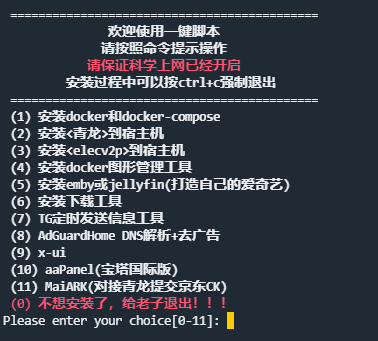 ============================================
欢迎使用一键脚本
请按照命令提示操作
请保证科学上网已经开启
安装过程中可以按ctrl+c强制退出
============================================
(1) 安装docker和docker-compose
(2) 安装<青龙>到宿主机
(3) 安装<elecv2p>到宿主机
(4) 安装docker图形管理工具
(5) 安装emby或jellyfin(打造自己的爱奇艺)
(6) 安装下载工具
(7) TG定时发送信息工具
(8) AdGuardHome DNS解析+去广告
(9) x-ui
(10) aaPanel(宝塔国际版)
(11) MaiARK(对接青龙提交京东CK)
(0) 不想安装了，给老子退出！！！
Please enter your choice[0-11]: